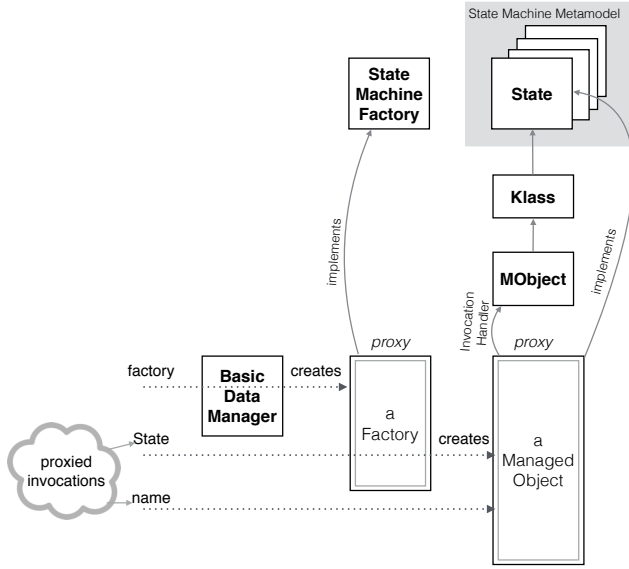 State Machine Metamodel
State
Machine
Factory
State
Klass
implements
implements
MObject
Invocation
Handler
proxy
proxy
factory
Basic
Data
Manager
creates
a
Factory
State
creates
a
Managed
Object
proxied
invocations
name